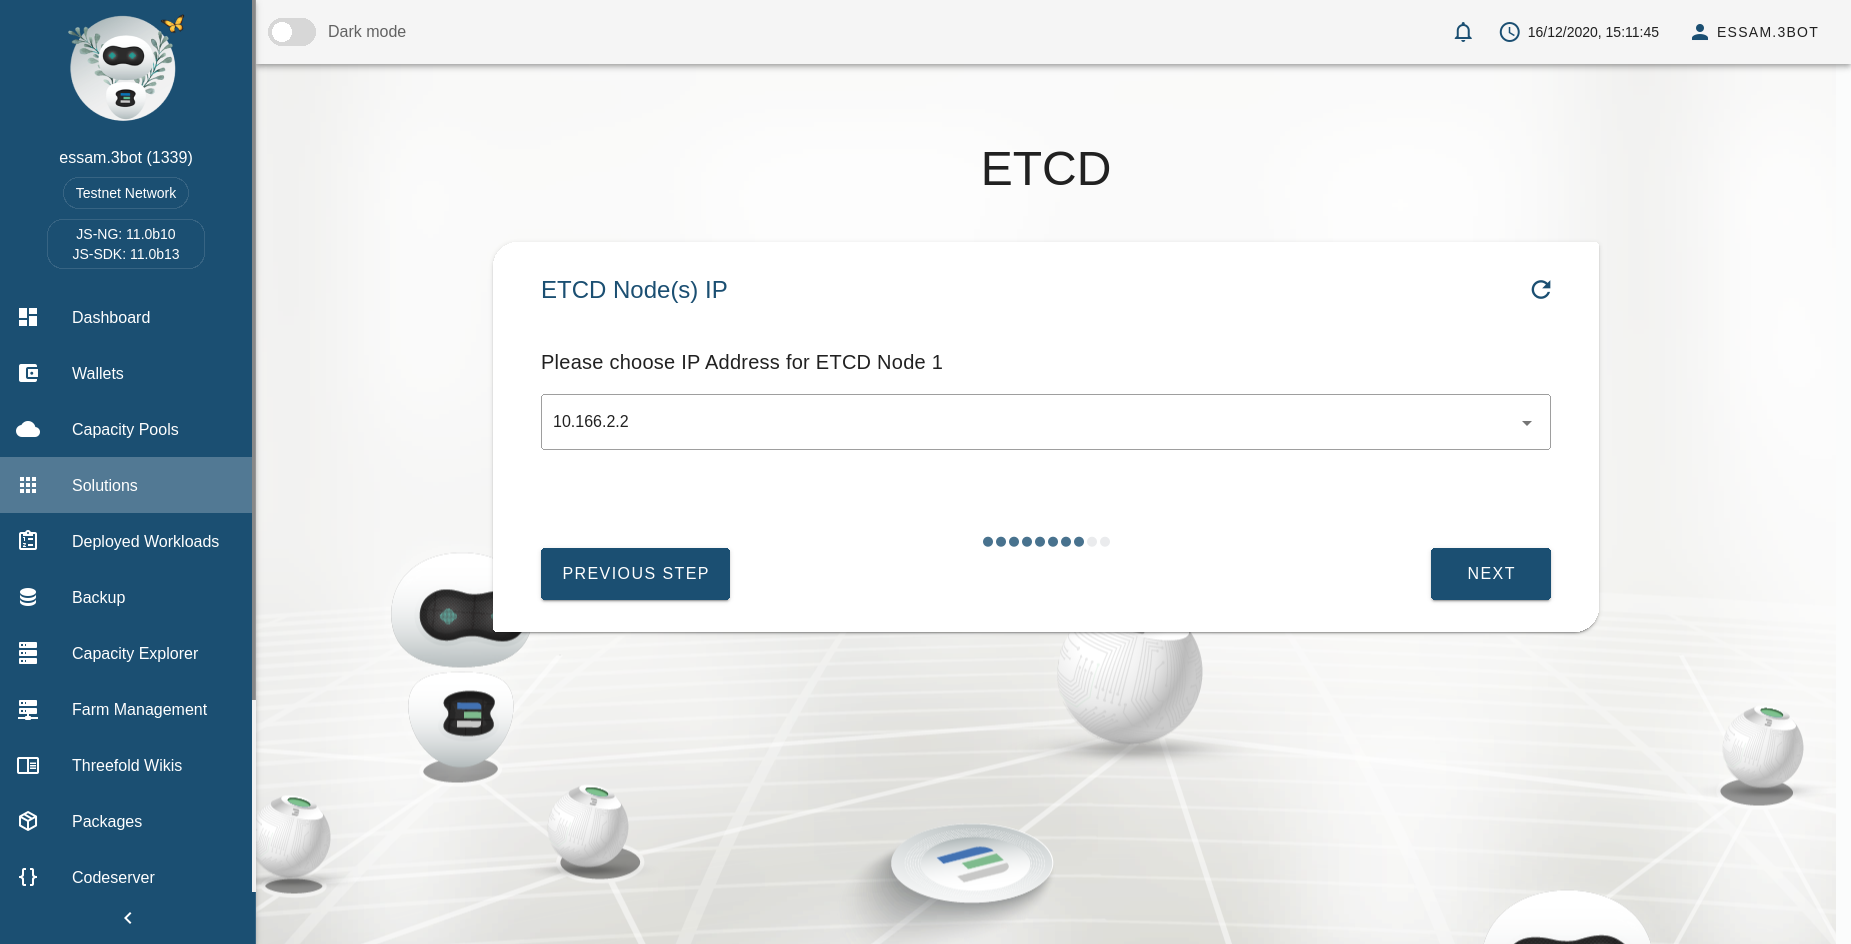 Dark mode
16/12/2020, 15:11:45
ESSAM.3BOT
essam.3bot (1339)
Testnet Network
JS-NG: 11.0b10
JS-SDK: 11.0b13
Dashboard
Wallets
Capacity Pools
Solutions
Deployed Workloads
Backup
Capacity Explorer
Farm Management
Threefold Wikis
Packages
Codeserver
ETCD
ETCD Node(s) IP
Please choose IP Address for ETCD Node 1
10.166.2.2
PREVIOUS STEP
NEXT